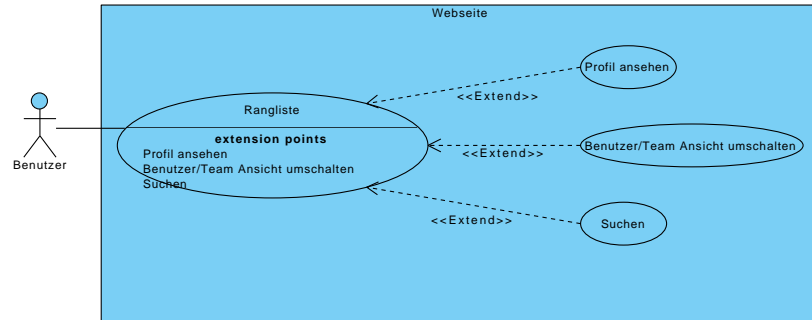 Webseite
Benutzer
Rangliste
extension points
Profil ansehen
Benutzer/Team Ansicht umschalten
Suchen
<<Extend>>
Profil ansehen
<<Extend>>
Benutzer/Team Ansicht umschalten
<<Extend>>
Suchen